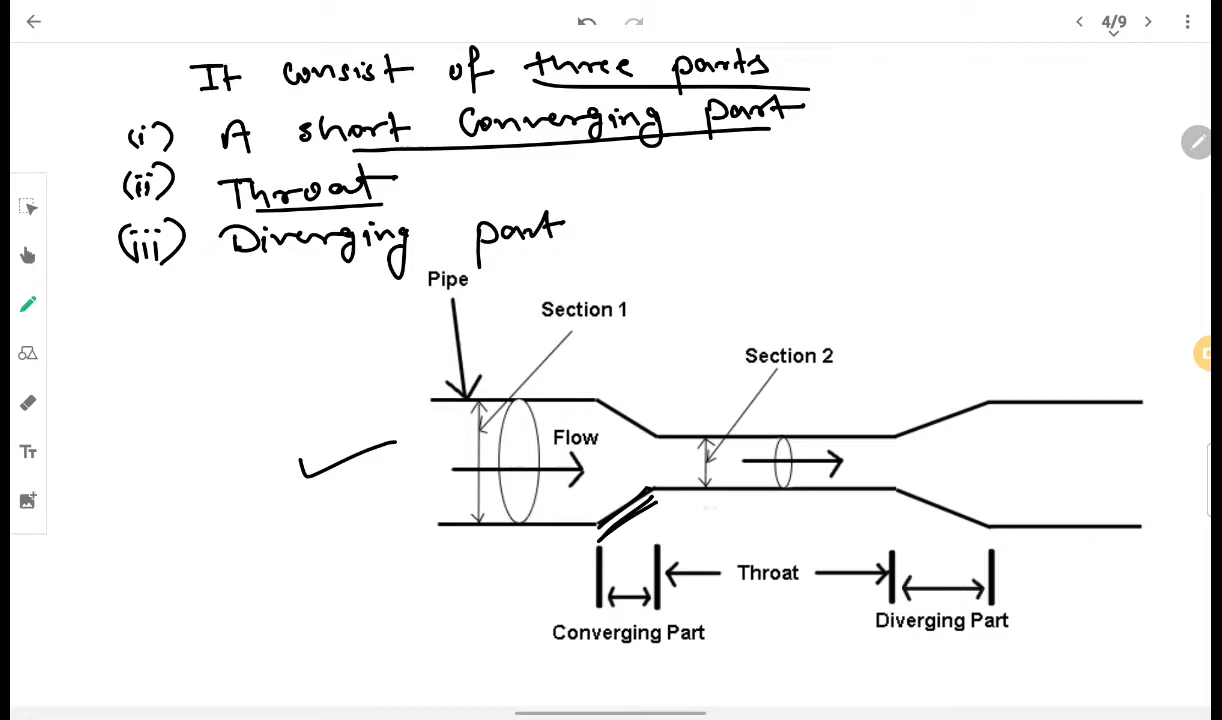 4/9
It consist of three parts
(i) A short converging part
(ii) Throat
(iii) Diverging part
Pipe
Section 1
Section 2
Flow
Throat
Diverging Part
Converging Part
Tт